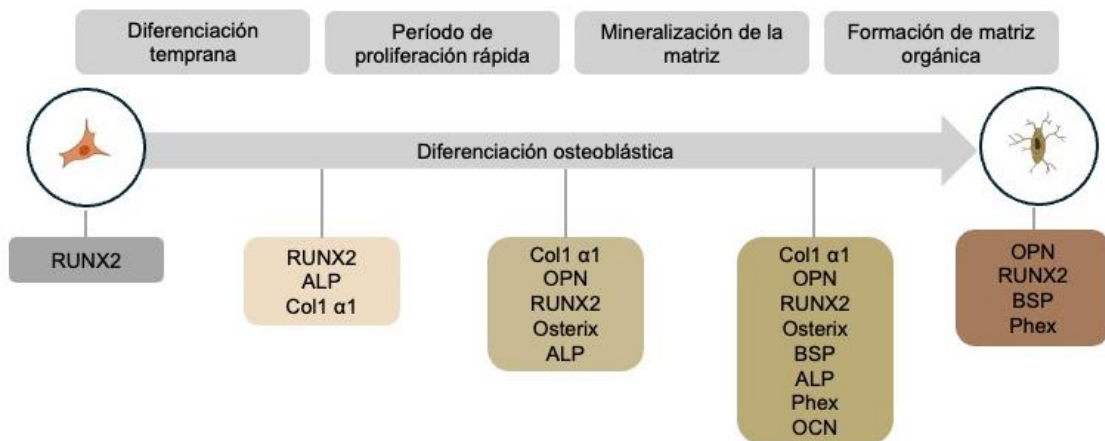 Diferenciación
temprana
Período de
proliferación rápida
Mineralización de la
matriz
Formación de matriz
orgánica
Diferenciación osteoblástica
RUNX2
RUNX2
ALP
Col1 α1
Col1 α1
OPN
RUNX2
Osterix
ALP
Col1 α1
OPN
RUNX2
Osterix
BSP
ALP
Phex
OCN
OPN
RUNX2
BSP
Phex